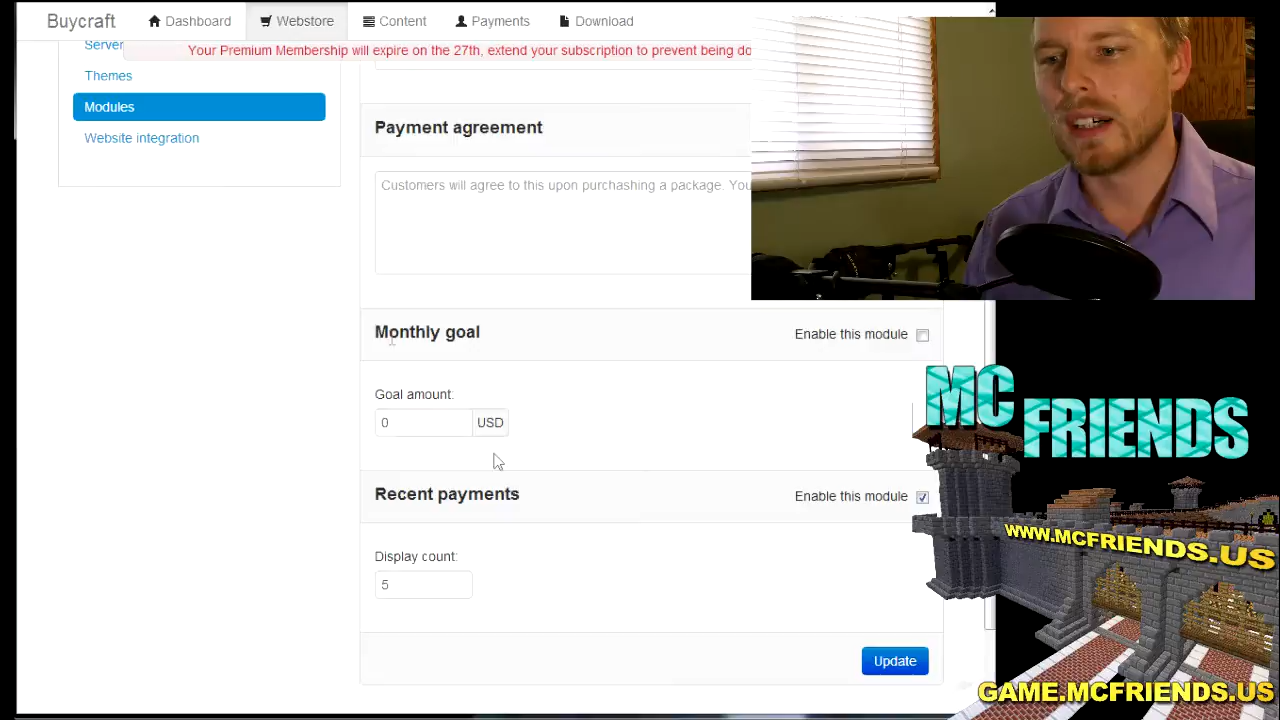 Buycraft Dashboard Webstore Content Payments Download
Server
Your Premium Membership will expire on the 27th, extend your subscription to prevent being do
Themes
Modules
Website integration
Payment agreement
Customers will agree to this upon purchashing a package. You
Monthly goal
Enable this module
Goal amount:
0 USD
Recent payments
Enable this module
Display count:
5
Update
MC
FRIENDS
WWW.MCFRIENDS.US
GAME.MCFRIENDS.US